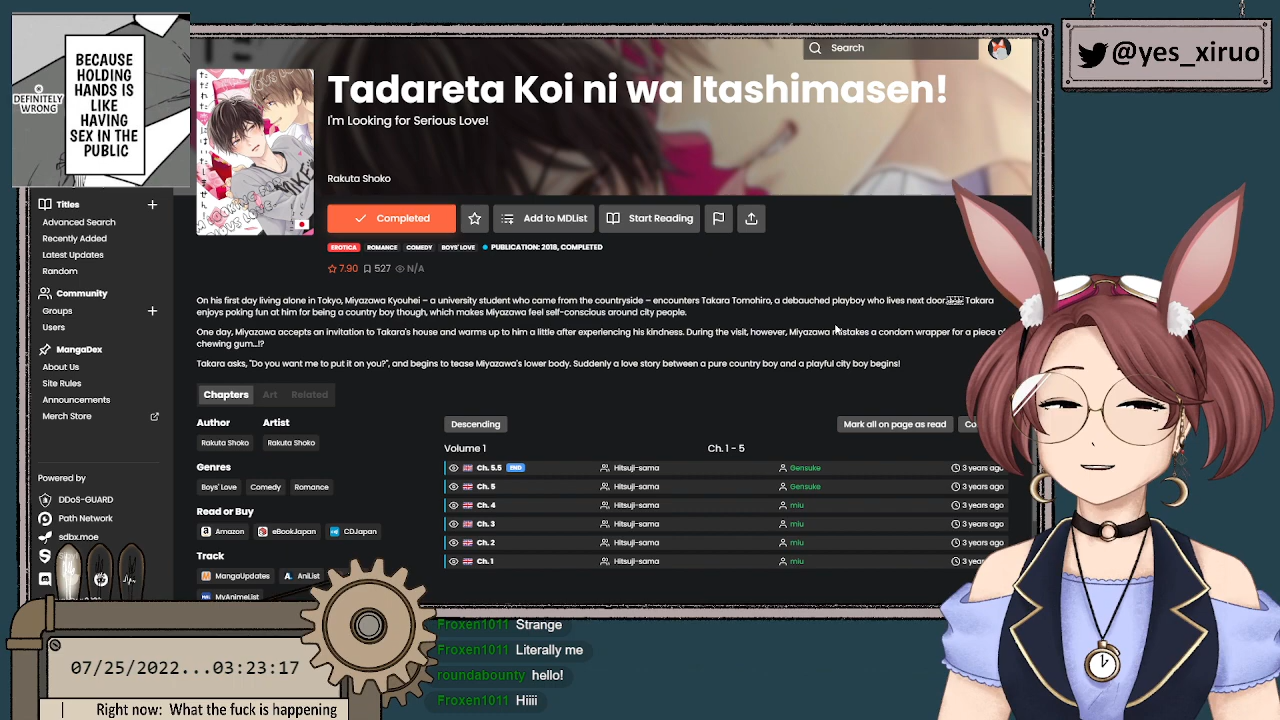 BECAUSE
HOLDING
HANDS IS
LIKE
HAVING
SEX IN THE
PUBLIC
DEFINITELY
WRONG
Search
@yes_xiruo
Tadareta Koi ni wa Itashimasen!
I'm Looking for Serious Love!
Rakuta Shoko
Completed
Add to MDList
Start Reading
EROTICA ROMANCE COMEDY BOYS' LOVE PUBLICATION: 2018, COMPLETED
7.90 527 N/A
Titles
Advanced Search
Recently Added
Latest Updates
Random
Community
Groups
Users
MangaDex
About Us
Site Rules
Announcements
Merch Store
Powered by
DDoS-GUARD
Path Network
sdbx.moe
On his first day living alone in Tokyo, Miyazawa Kyouhei – a university student who came from the countryside – encounters Takara Tomohiro, a debauched playboy who lives next door. Takara
enjoys poking fun at him for being a country boy though, which makes Miyazawa feel self-conscious around city people.
One day, Miyazawa accepts an invitation to Takara's house and warms up to him a little after experiencing his kindness. During the visit, however, Miyazawa mistakes a condom wrapper for a piece of
chewing gum...!?
Takara asks, "Do you want me to put it on you?", and begins to tease Miyazawa's lower body. Suddenly a love story between a pure country boy and a playful city boy begins!
Chapters Art Related
Author Artist
Rakuta Shoko Rakuta Shoko
Genres
Boys' Love Comedy Romance
Read or Buy
Amazon eBookJapan CDJapan
Track
MangaUpdates AniList
MyAnimeList
Descending
Mark all on page as read
Co
Volume 1 Ch. 1 - 5
Ch. 5.5 END Hitsuji-sama Gensuke 3 years ago
Ch. 5 Hitsuji-sama Gensuke 3 years ago
Ch. 4 Hitsuji-sama miu 3 years ago
Ch. 3 Hitsuji-sama miu 3 years ago
Ch. 2 Hitsuji-sama miu 3 years ago
Ch. 1 Hitsuji-sama miu 3 years ago
07/25/2022...03:23:17
Right now: What the fuck is happening
Froxen1011 Strange
Froxen1011 Literally me
roundabounty hello!
Froxen1011 Hiiii